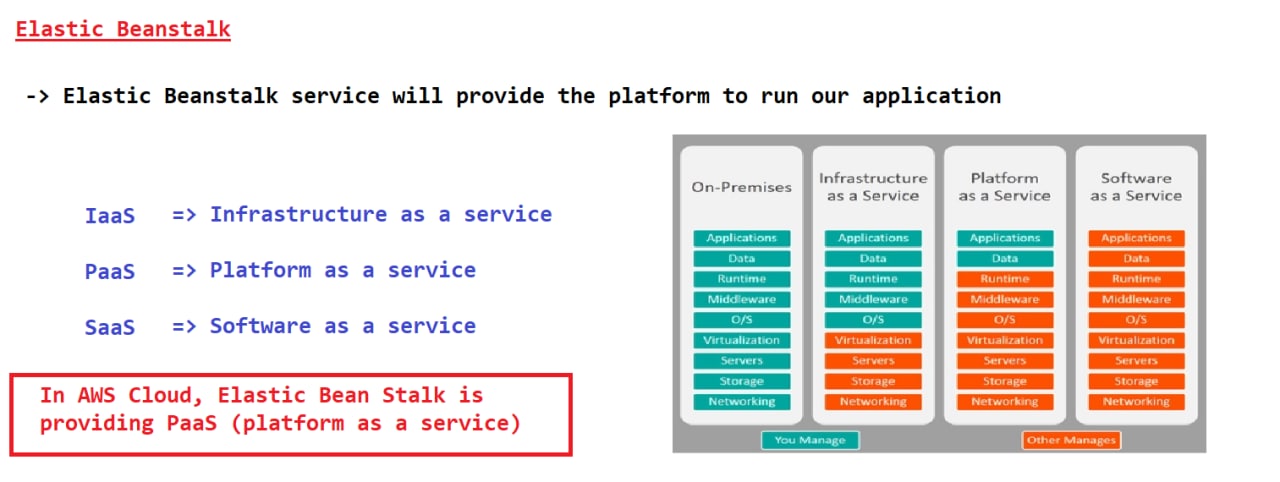 Elastic Beanstalk
-> Elastic Beanstalk service will provide the platform to run our application
IaaS => Infrastructure as a service
PaaS => Platform as a service
SaaS => Software as a service
In AWS Cloud, Elastic Bean Stalk is
providing PaaS (platform as a service)
On-Premises
Applications
Data
Runtime
Middleware
O/S
Virtualization
Servers
Storage
Networking
Infrastructure
as a Service
Applications
Data
Runtime
Middleware
O/S
Virtualization
Servers
Storage
Networking
Platform
as a Service
Applications
Data
Runtime
Middleware
O/S
Virtualization
Servers
Storage
Networking
Software
as a Service
Applications
Data
Runtime
Middleware
O/S
Virtualization
Servers
Storage
Networking
You Manage
Other Manages